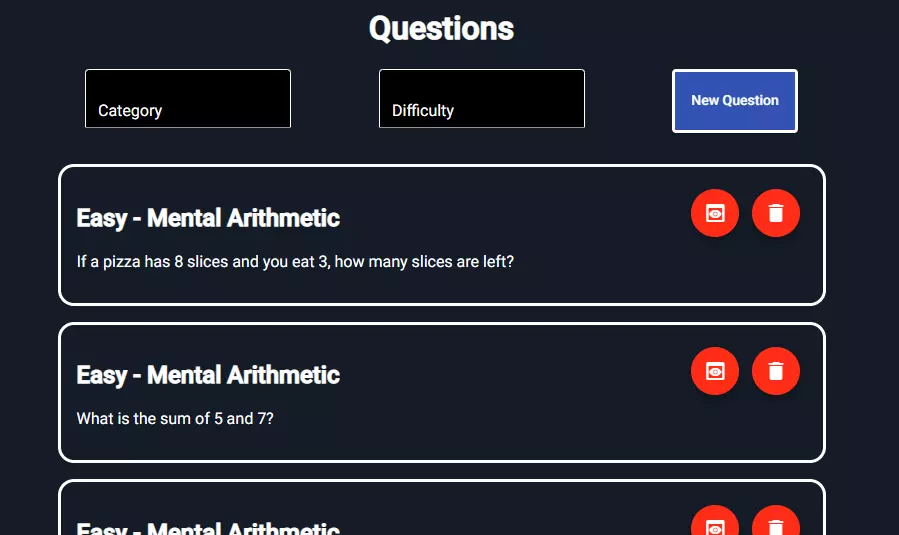 Questions
Category
Difficulty
New Question
Easy - Mental Arithmetic
If a pizza has 8 slices and you eat 3, how many slices are left?
Easy - Mental Arithmetic
What is the sum of 5 and 7?
Easy - Mental Arithmetic